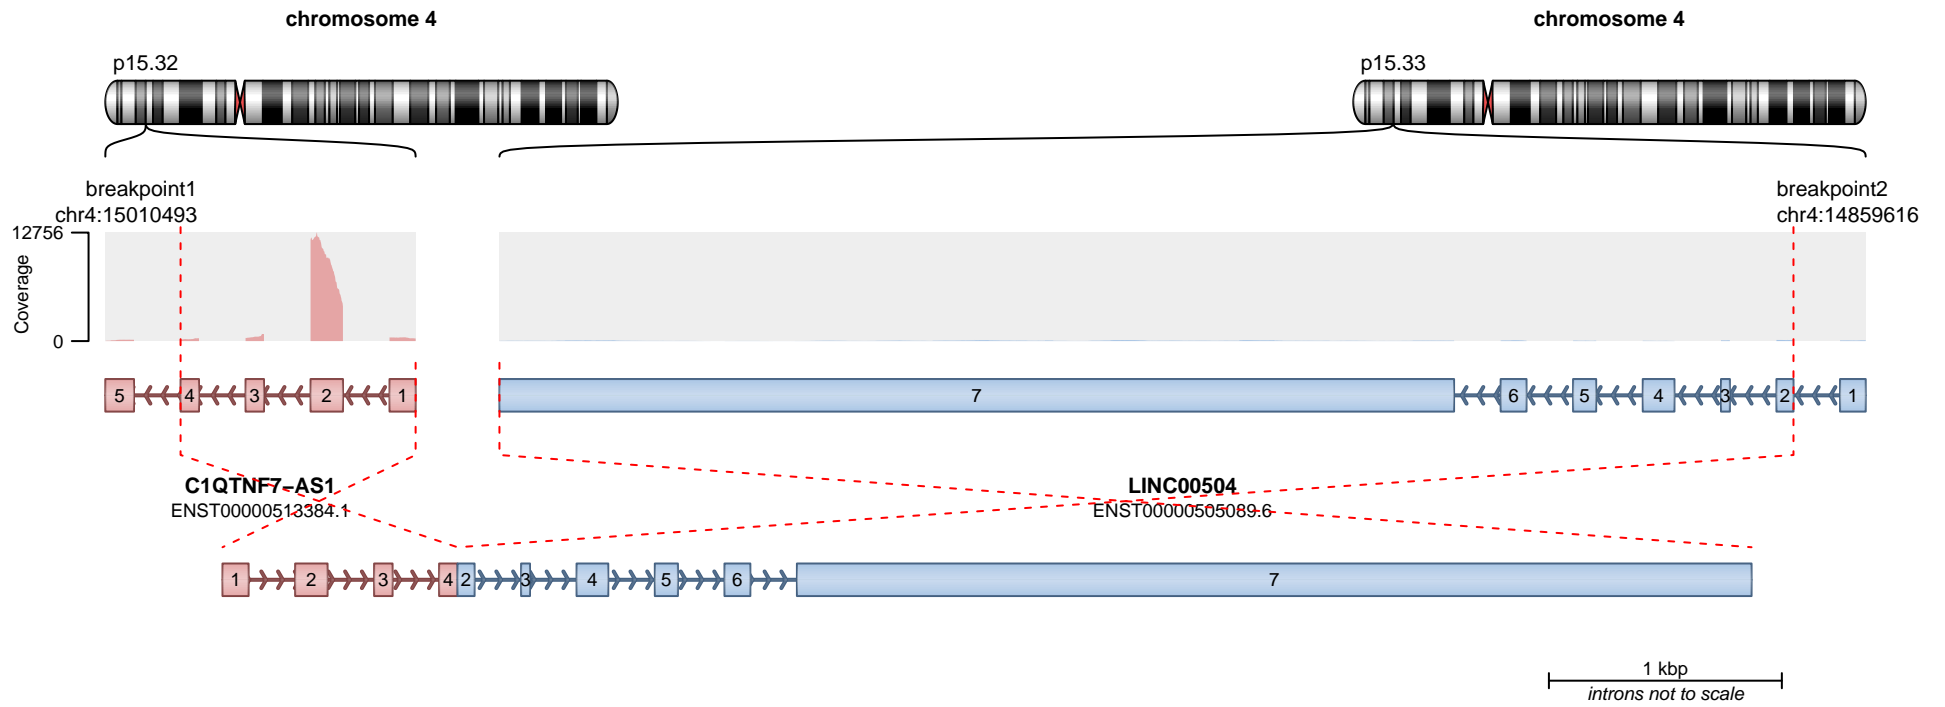 chromosome 4
chromosome 4
p15.32
p15.33
breakpoint1
chr4:15010493
breakpoint2
chr4:14859616
12756
Coverage
0
5 4 3 2 1
7 6 5 4 3 2 1
C1QTNF7–AS1
ENST00000513384.1
LINC00504
ENST00000505089.6
1 2 3 4 2 3 4 5 6 7
1 kbp
introns not to scale